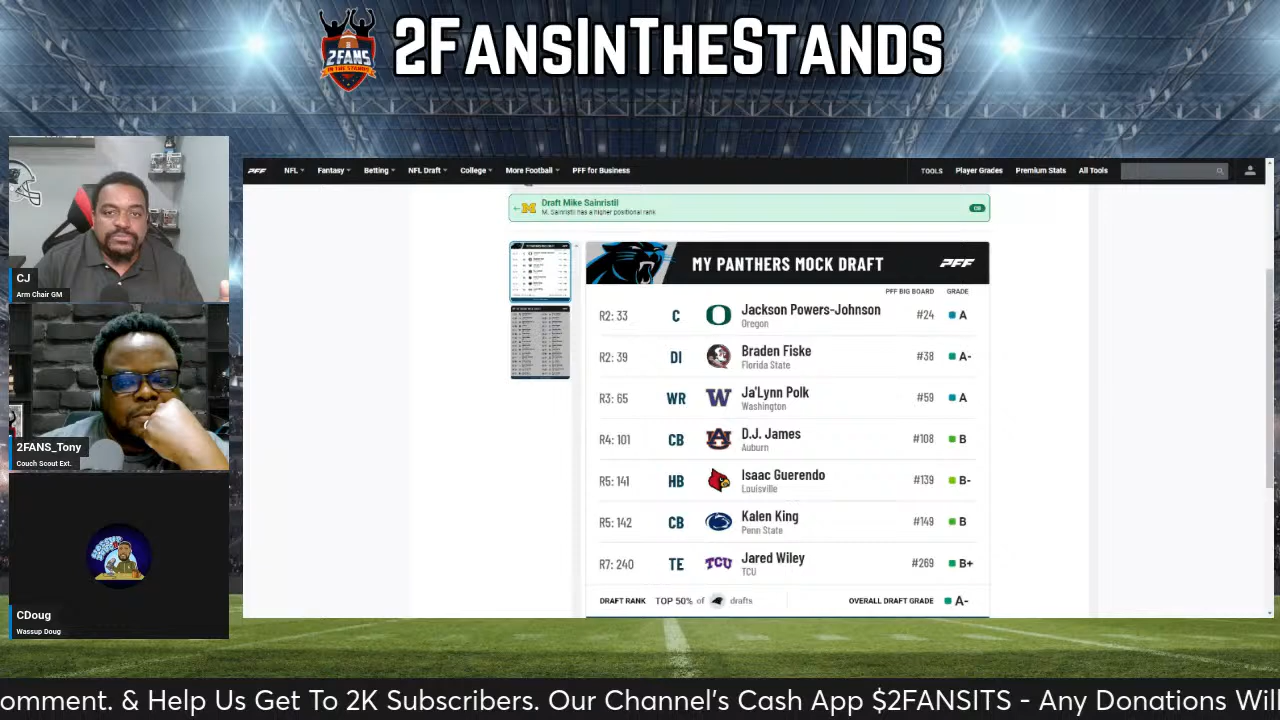 2FANS
IN THE STANDS
2FANSINTHESTANDS
PFF
NFL
Fantasy
Betting
NFL Draft
College
More Football
PFF for Business
TOOLS
Player Grades
Premium Stats
All Tools
Draft Mike Sainristil
M. Sainristil has a higher positional rank
CB
MY PANTHERS MOCK DRAFT
PFF
PFF BIG BOARD GRADE
R2: 33 C Jackson Powers-Johnson #24 A
Oregon
R2: 39 DI Braden Fiske #38 A-
Florida State
R3: 65 WR W Ja'Lynn Polk #59 A
Washington
R4: 101 CB D.J. James #108 B
Auburn
R5: 141 HB Isaac Guerendo #139 B-
Louisville
R5: 142 CB Kalen King #149 B
Penn State
R7: 240 TE TCU Jared Wiley #269 B+
TCU
DRAFT RANK TOP 50% of drafts OVERALL DRAFT GRADE A-
CJ
Arm Chair GM
2FANS_Tony
Couch Scout Ext.
CDoug
Wassup Doug
omment. & Help Us Get To 2K Subscribers. Our Channel's Cash App $2FANSITS - Any Donations Wil